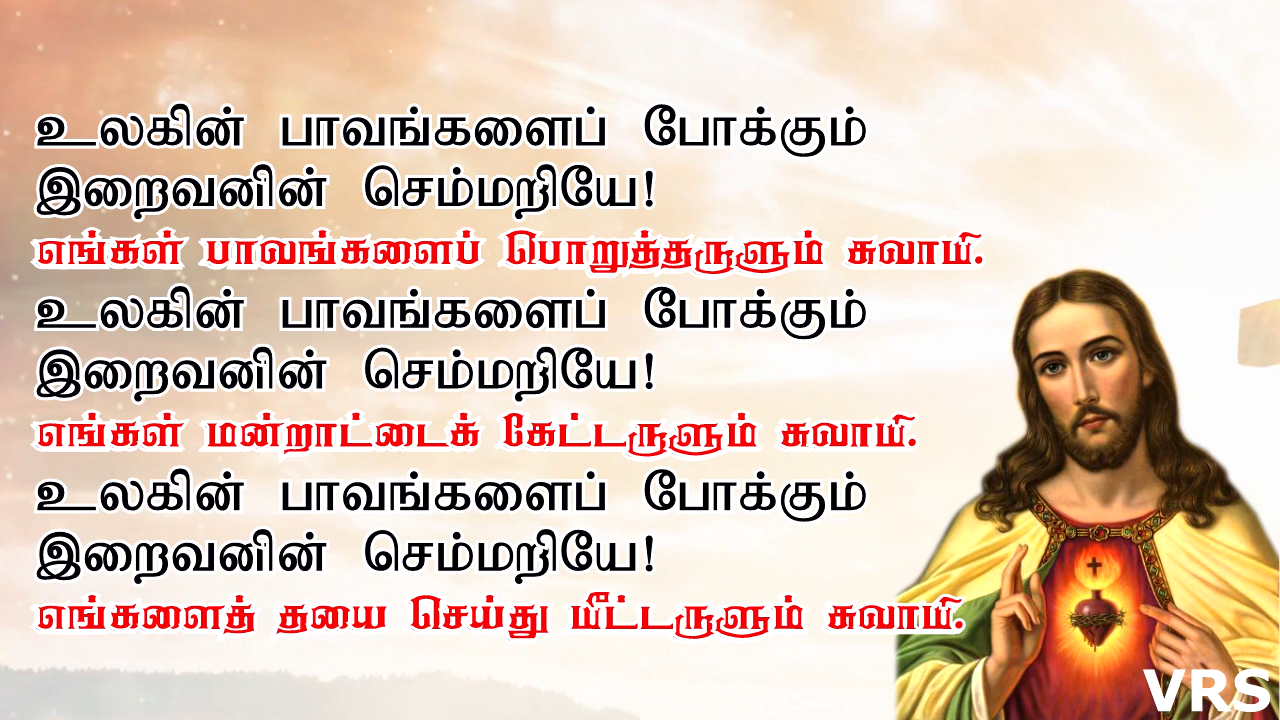 உலகின் பாவங்களைப் போக்கும்
இறைவனின் செம்மறியே!
எங்கள் பாவங்களைப் பொறுத்தருளும் சுவாமி.
உலகின் பாவங்களைப் போக்கும்
இறைவனின் செம்மறியே!
எங்கள் மன்றாட்டைக் கேட்டருளும் சுவாமி.
உலகின் பாவங்களைப் போக்கும்
இறைவனின் செம்மறியே!
எங்களைத் தயை செய்து மீட்டருளும் சுவாமி.
VRS